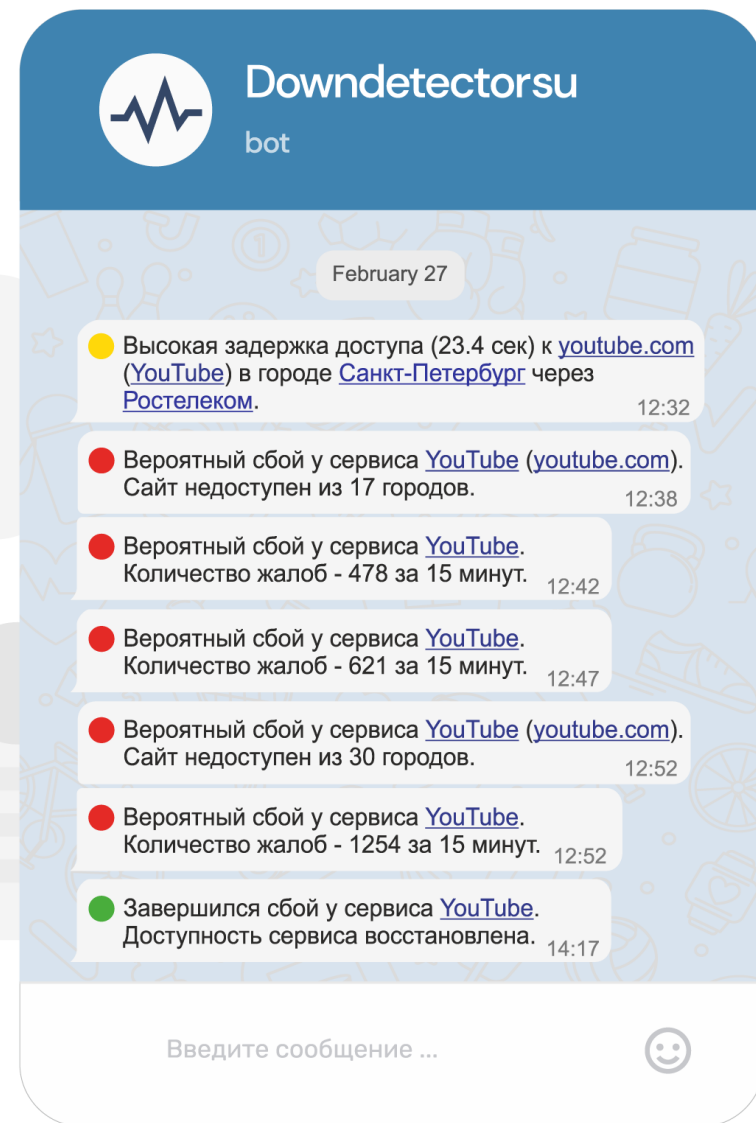 Downdetectorsu
bot
February 27
Высокая задержка доступа (23.4 сек) к youtube.com
(YouTube) в городе Санкт-Петербург через
Ростелеком.
12:32
Вероятный сбой у сервиса YouTube (youtube.com).
Сайт недоступен из 17 городов.
12:38
Вероятный сбой у сервиса YouTube.
Количество жалоб - 478 за 15 минут.
12:42
Вероятный сбой у сервиса YouTube.
Количество жалоб - 621 за 15 минут.
12:47
Вероятный сбой у сервиса YouTube (youtube.com).
Сайт недоступен из 30 городов.
12:52
Вероятный сбой у сервиса YouTube.
Количество жалоб - 1254 за 15 минут.
12:52
Завершился сбой у сервиса YouTube.
Доступность сервиса восстановлена.
14:17
Введите сообщение ...